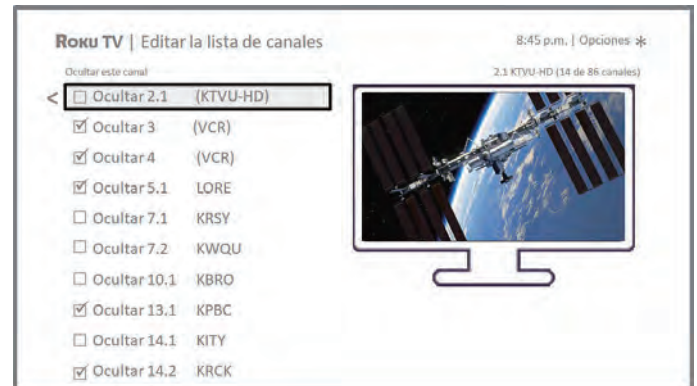 Roku TV | Editar la lista de canales
8:45 p.m. | Opciones *
Ocultar este canal
2.1 KTVU-HD (14 de 86 canales)
< Ocultar 2.1 (KTVU-HD)
Ocultar 3 (VCR)
Ocultar 4 (VCR)
Ocultar 5.1 LORE
Ocultar 7.1 KRSY
Ocultar 7.2 KWQU
Ocultar 10.1 KBRO
Ocultar 13.1 KPBC
Ocultar 14.1 KITY
Ocultar 14.2 KRCK